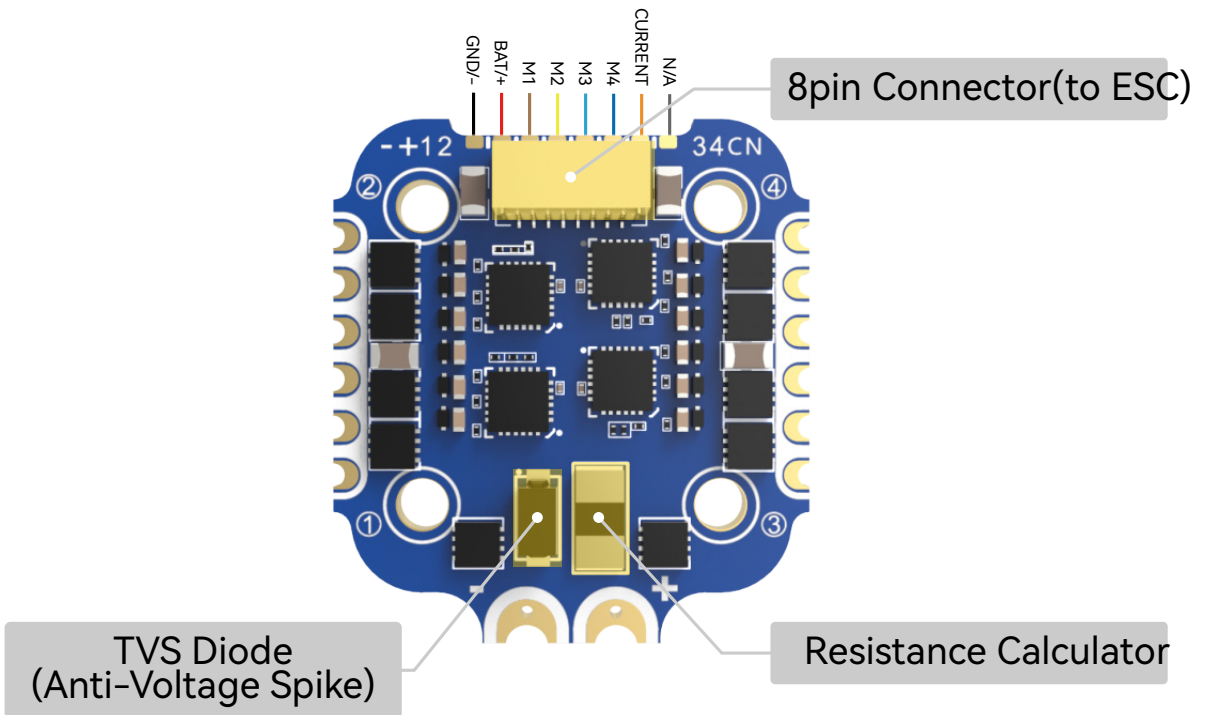 GND/-
BAT/+
M1
M2
M3
M4
CURRENT
N/A
8pin Connector(to ESC)
-+12
34CN
②
④
①
③
-
+
TVS Diode
(Anti-Voltage Spike)
Resistance Calculator